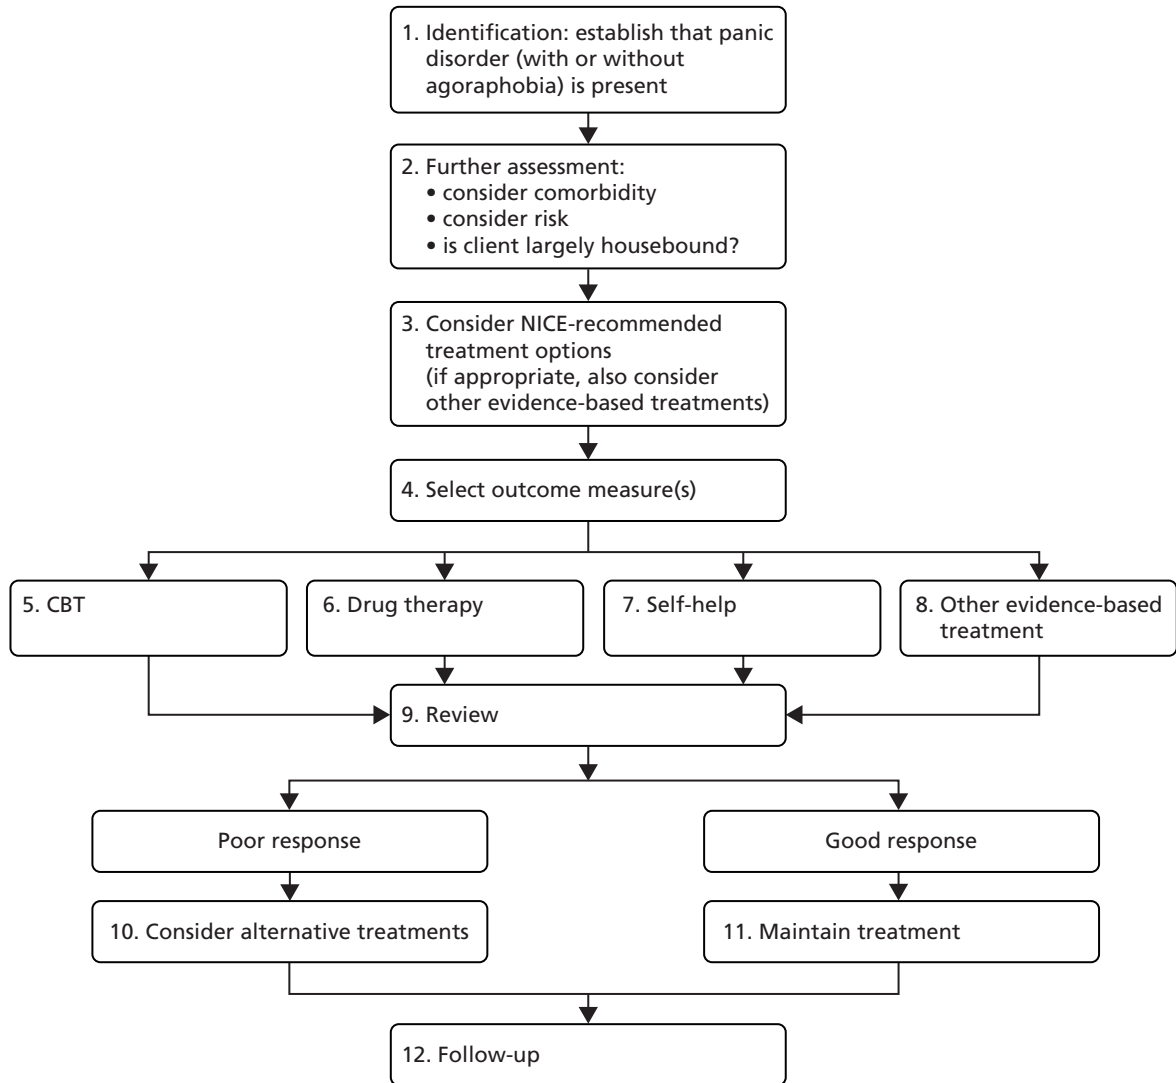 1. Identification: establish that panic
disorder (with or without
agoraphobia) is present
2. Further assessment:
• consider comorbidity
• consider risk
• is client largely housebound?
3. Consider NICE-recommended
treatment options
(if appropriate, also consider
other evidence-based treatments)
4. Select outcome measure(s)
5. CBT
6. Drug therapy
7. Self-help
8. Other evidence-based
treatment
9. Review
Poor response
Good response
10. Consider alternative treatments
11. Maintain treatment
12. Follow-up